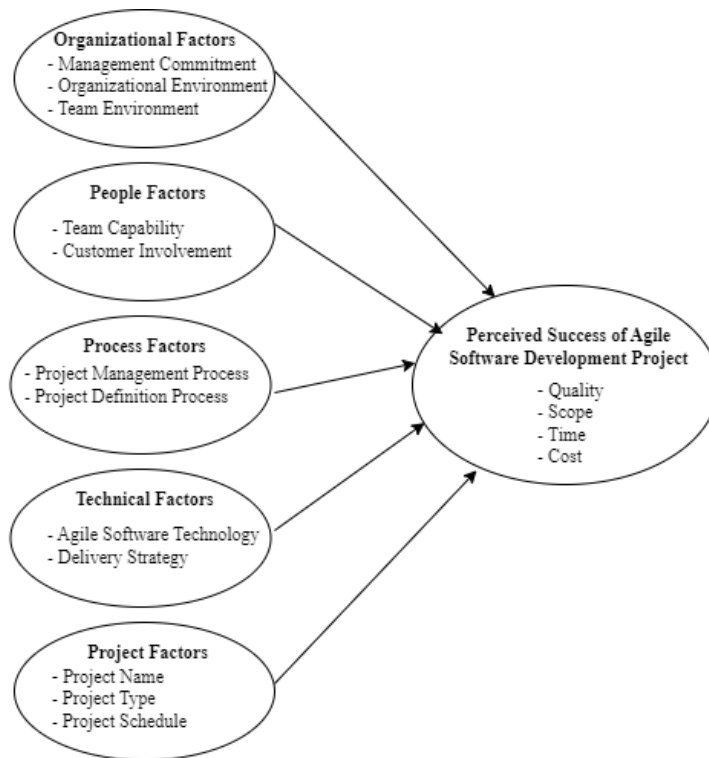 Organizational Factors
- Management Commitment
- Organizational Environment
- Team Environment
People Factors
- Team Capability
- Customer Involvement
Process Factors
- Project Management Process
- Project Definition Process
Technical Factors
- Agile Software Technology
- Delivery Strategy
Project Factors
- Project Name
- Project Type
- Project Schedule
Perceived Success of Agile
Software Development Project
- Quality
- Scope
- Time
- Cost